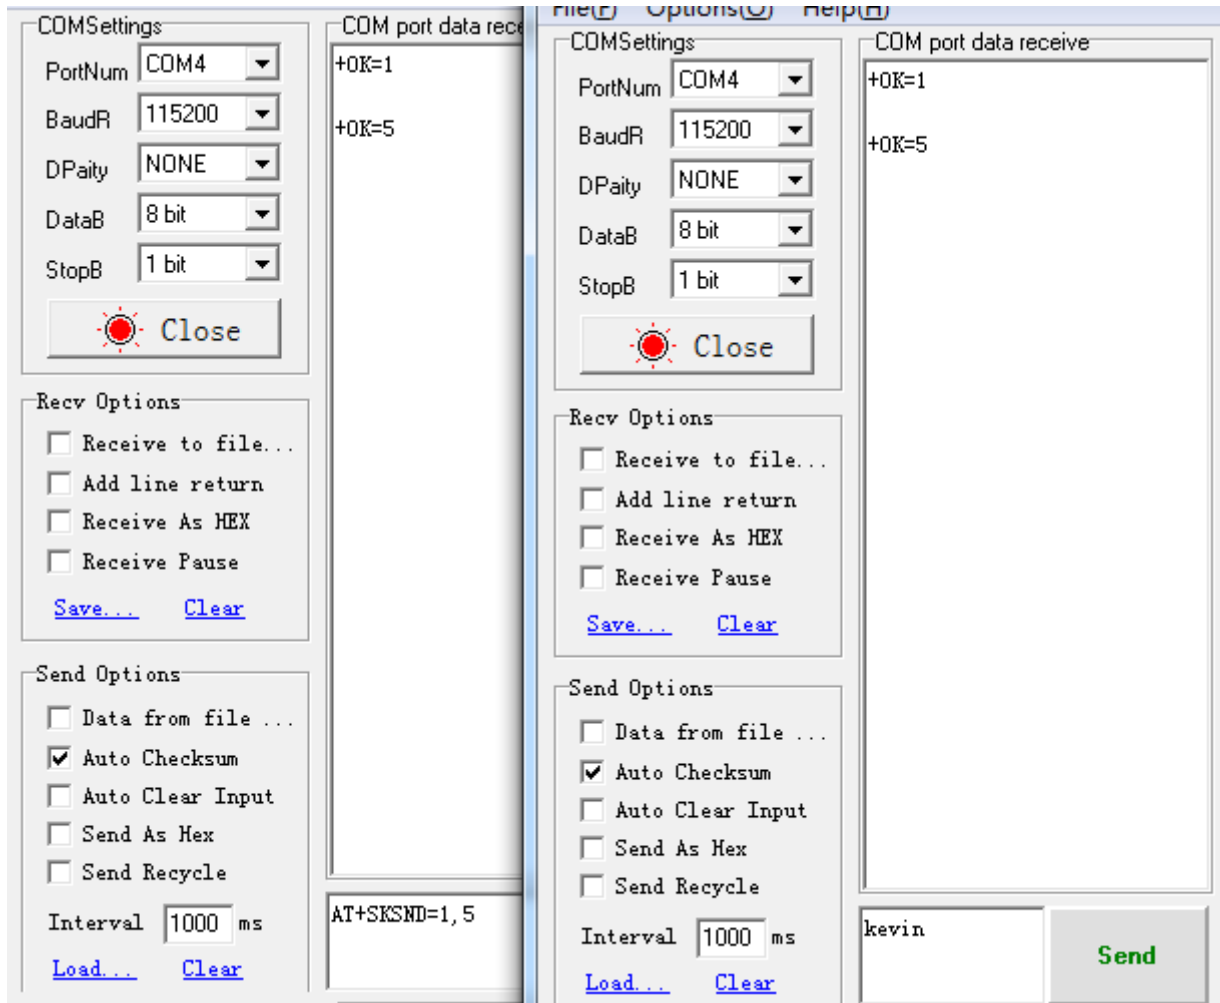 COMSettings
PortNum COM4
BaudR 115200
DPaity NONE
DataB 8 bit
StopB 1 bit
Close
Recv Options
Receive to file...
Add line return
Receive As HEX
Receive Pause
Save... Clear
Send Options
Data from file ...
Auto Checksum
Auto Clear Input
Send As Hex
Send Recycle
Interval 1000 ms
Load... Clear
COM port data rece
+OK=1
+OK=5
AT+SKSND=1,5
File(F) Options(O) Help(H)
COMSettings
PortNum COM4
BaudR 115200
DPaity NONE
DataB 8 bit
StopB 1 bit
Close
Recv Options
Receive to file...
Add line return
Receive As HEX
Receive Pause
Save... Clear
Send Options
Data from file ...
Auto Checksum
Auto Clear Input
Send As Hex
Send Recycle
Interval 1000 ms
Load... Clear
COM port data receive
+OK=1
+OK=5
kevin
Send